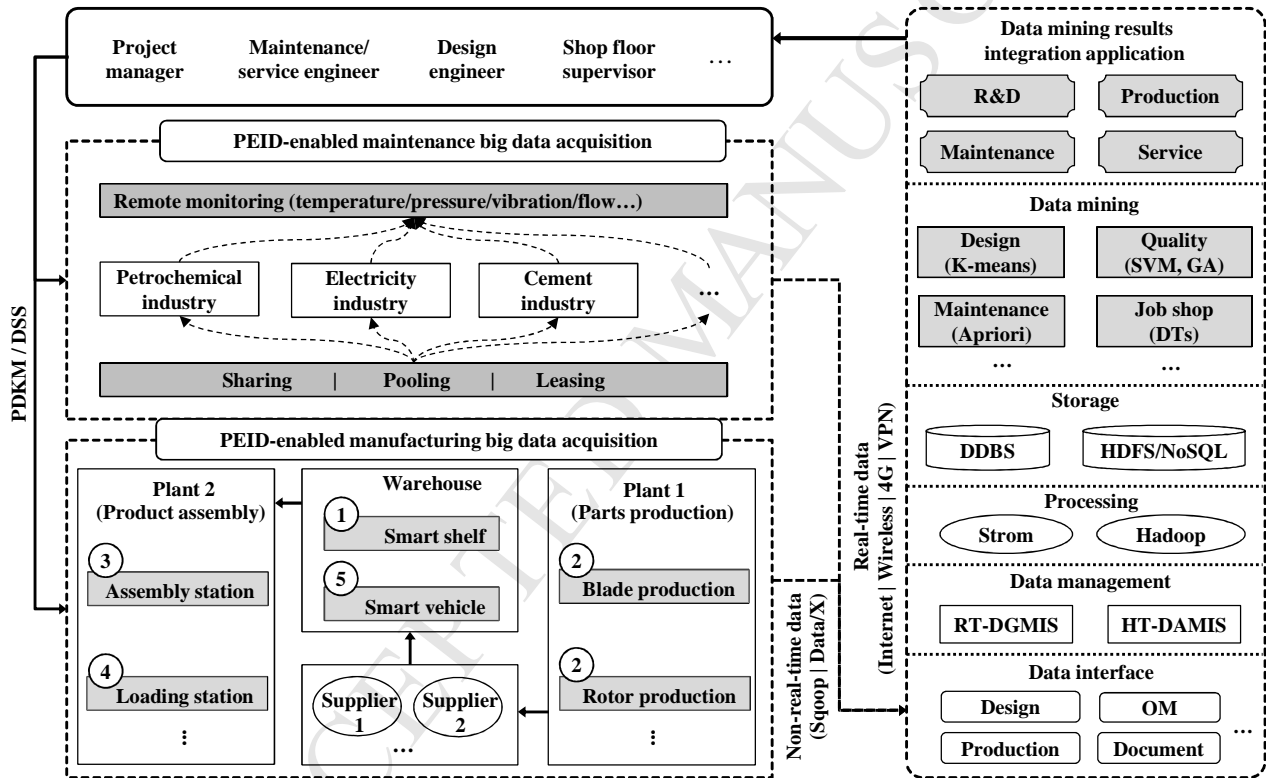 Project
manager
Maintenance/
service engineer
Design
engineer
Shop floor
supervisor
...
PEID-enabled maintenance big data acquisition
Remote monitoring (temperature/pressure/vibration/flow…)
Petrochemical
industry
Electricity
industry
Cement
industry
...
Sharing | Pooling | Leasing
PEID-enabled manufacturing big data acquisition
Plant 2
(Product assembly)
3
Assembly station
4
Loading station
⋮
Warehouse
1
Smart shelf
5
Smart vehicle
Supplier
1
Supplier
2
...
Plant 1
(Parts production)
2
Blade production
2
Rotor production
⋮
PDKM / DSS
Non-real-time data
(Sqoop | Data/X)
Real-time data
(Internet | Wireless | 4G | VPN)
Data mining results
integration application
R&D
Production
Maintenance
Service
Data mining
Design
(K-means)
Quality
(SVM, GA)
Maintenance
(Apriori)
Job shop
(DTs)
...
...
Storage
DDBS
HDFS/NoSQL
Processing
Strom
Hadoop
Data management
RT-DGMIS
HT-DAMIS
Data interface
Design
OM
Production
Document
...
CEPTED MANUSC